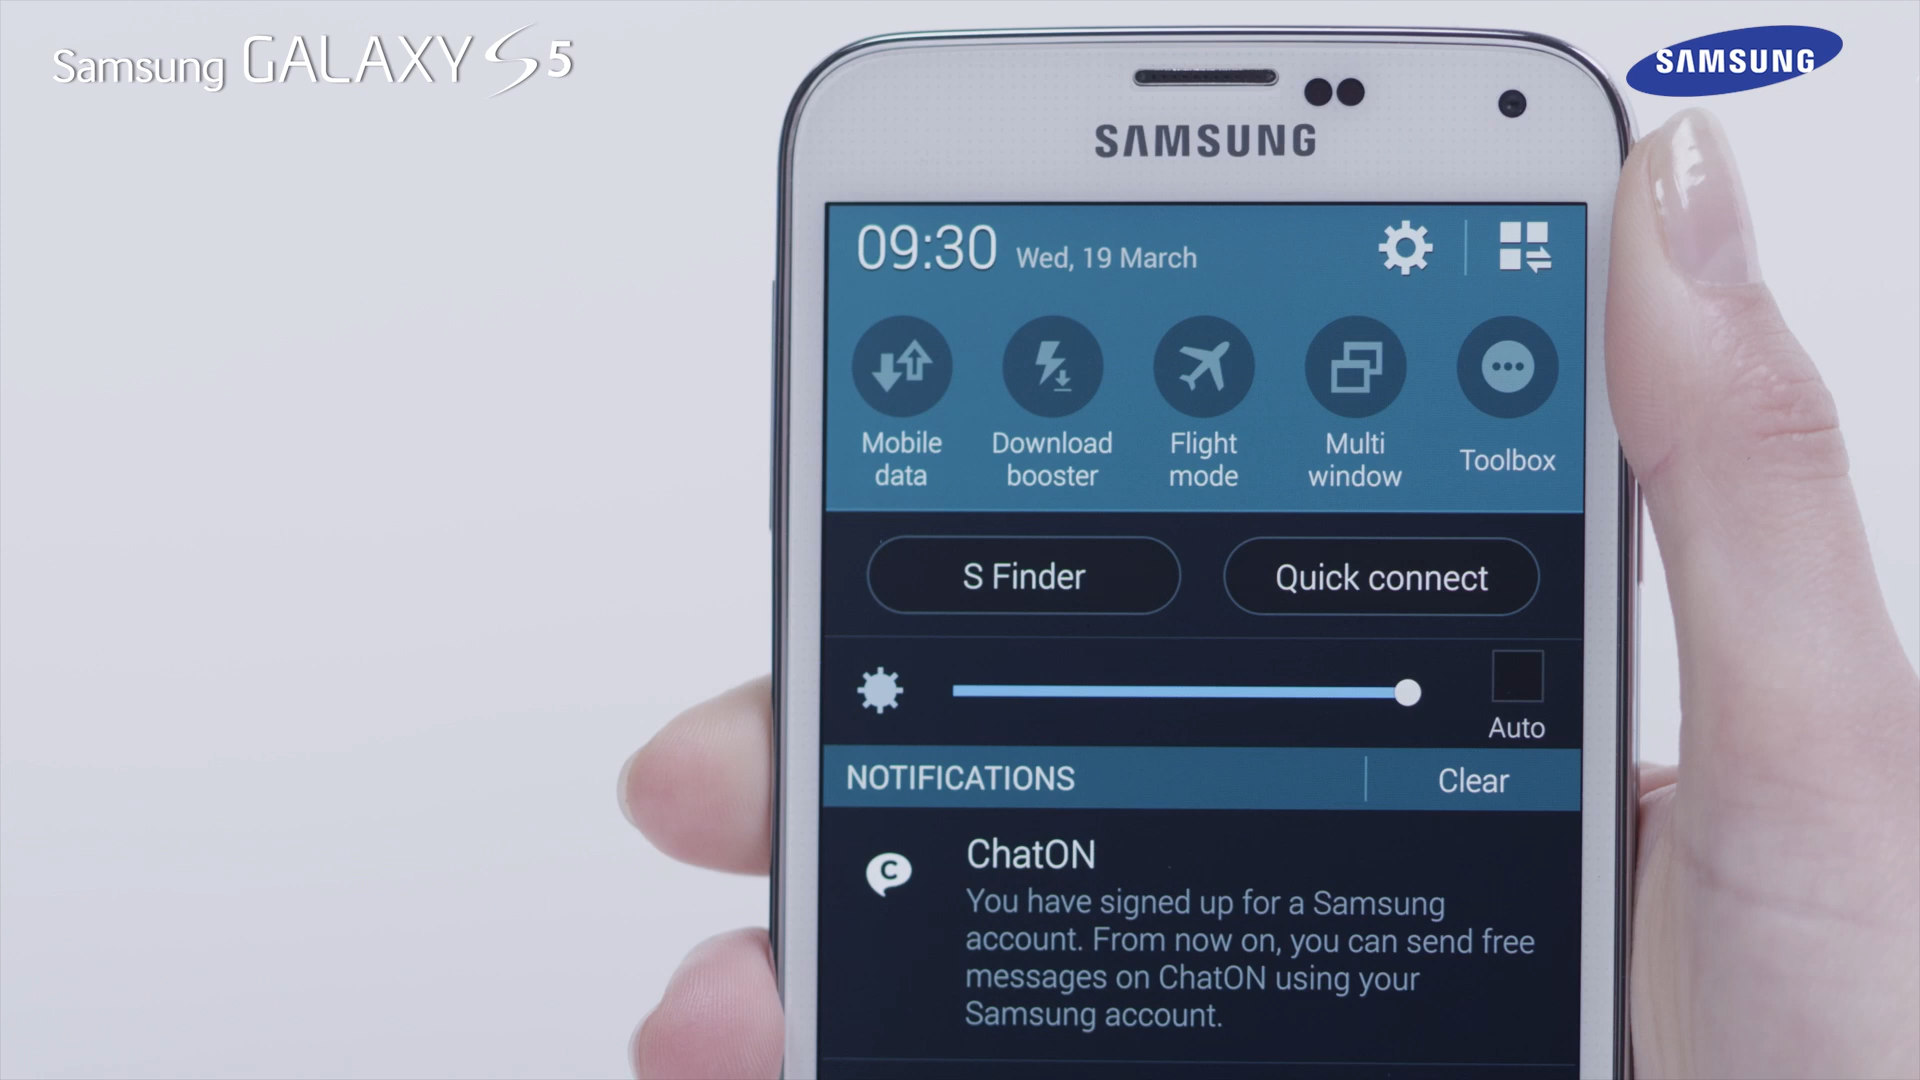 Samsung GALAXY S5
SAMSUNG
SAMSUNG
09:30 Wed, 19 March
Mobile data
Download booster
Flight mode
Multi window
Toolbox
S Finder
Quick connect
Auto
NOTIFICATIONS
Clear
C
ChatON
You have signed up for a Samsung
account. From now on, you can send free
messages on ChatON using your
Samsung account.